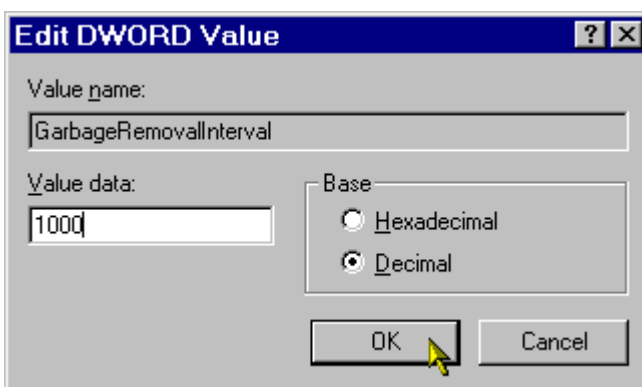 Edit DWORD Value
Value name:
GarbageRemovalInterval
Value data:
1000
Base
Hexadecimal
Decimal
OK
Cancel